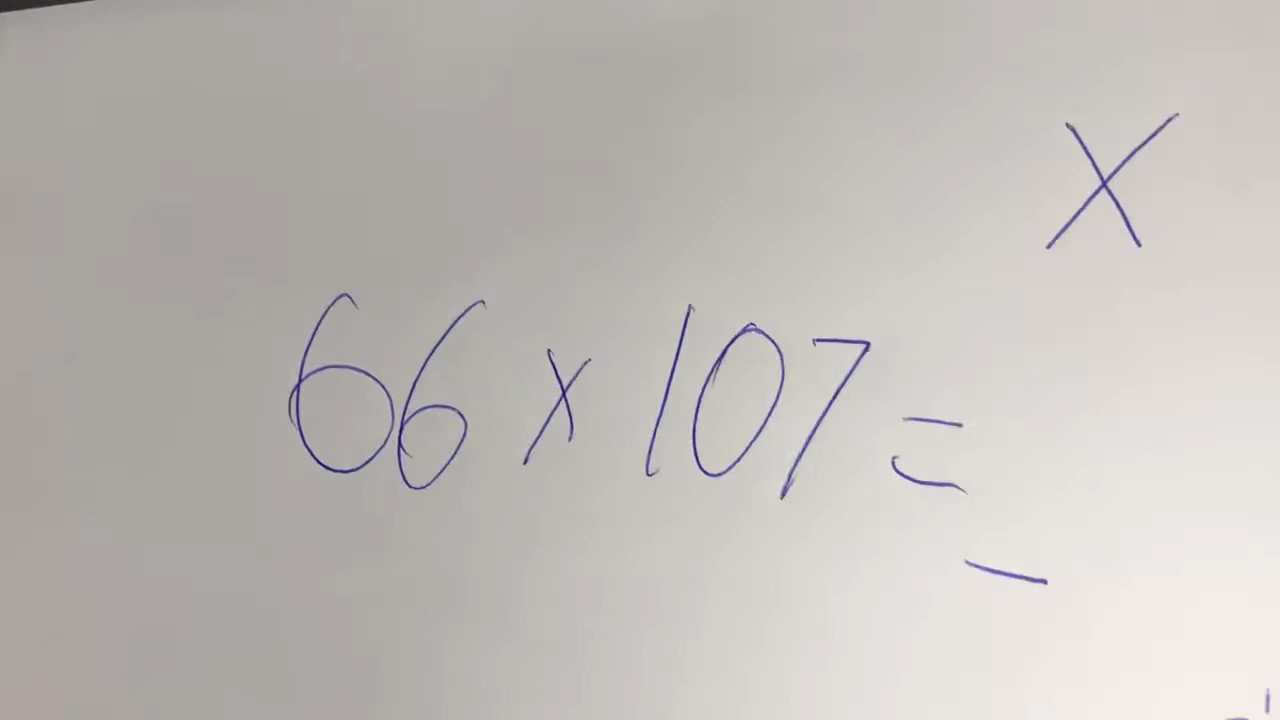 X
66 x 107 =
–